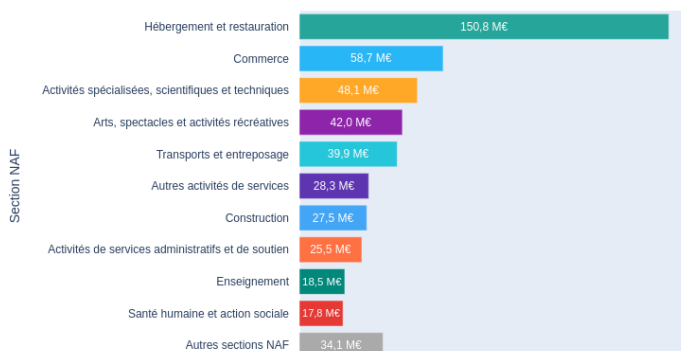 Hébergement et restauration 150,8 M€
Commerce 58,7 M€
Activités spécialisées, scientifiques et techniques 48,1 M€
Arts, spectacles et activités récréatives 42,0 M€
Transports et entreposage 39,9 M€
Autres activités de services 28,3 M€
Construction 27,5 M€
Activités de services administratifs et de soutien 25,5 M€
Enseignement 18,5 M€
Santé humaine et action sociale 17,8 M€
Autres sections NAF 34,1 M€
Section NAF